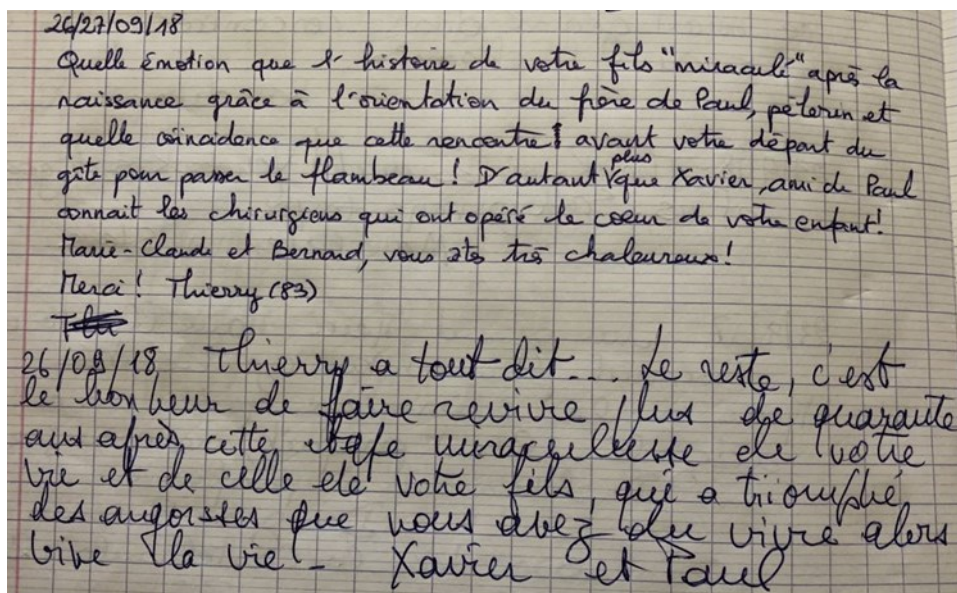 26/27/09/18
Quelle émotion que l'histoire de votre fils "miraculé" après la
naissance grâce à l'orientation du frère de Paul, pélerin et
quelle coïncidence que cette rencontre avant votre départ du
gîte pour passer le flambeau ! D'autant plus que Xavier, ami de Paul
connait les chirurgiens qui ont opéré le coeur de votre enfant !
Marie-Claude et Bernard, vous êtes très chaleureux !
Merci ! Thierry (83)
26/09/18 Thierry a tout dit... Le reste, c'est
le bonheur de faire revivre plus de quarante
ans après, cette étape miraculeuse de votre
vie et de celle de votre fils, qui a triomphé
des angoisses que vous avez du vivre alors
Vive la vie - Xavier et Paul